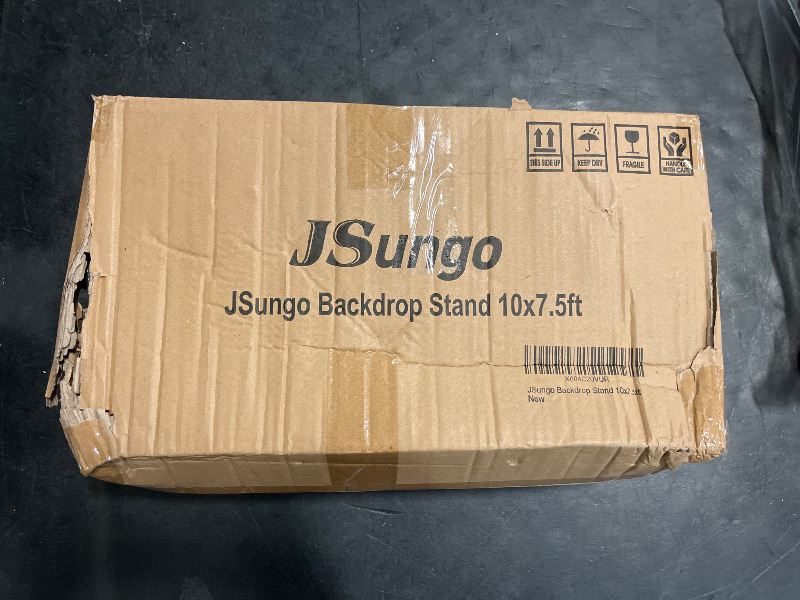 THIS SIDE UP
KEEP DRY
FRAGILE
HANDLE
WITH CARE
JSungo
JSungo Backdrop Stand 10x7.5ft
JSungo Backdrop Stand 10x7.5ft
New